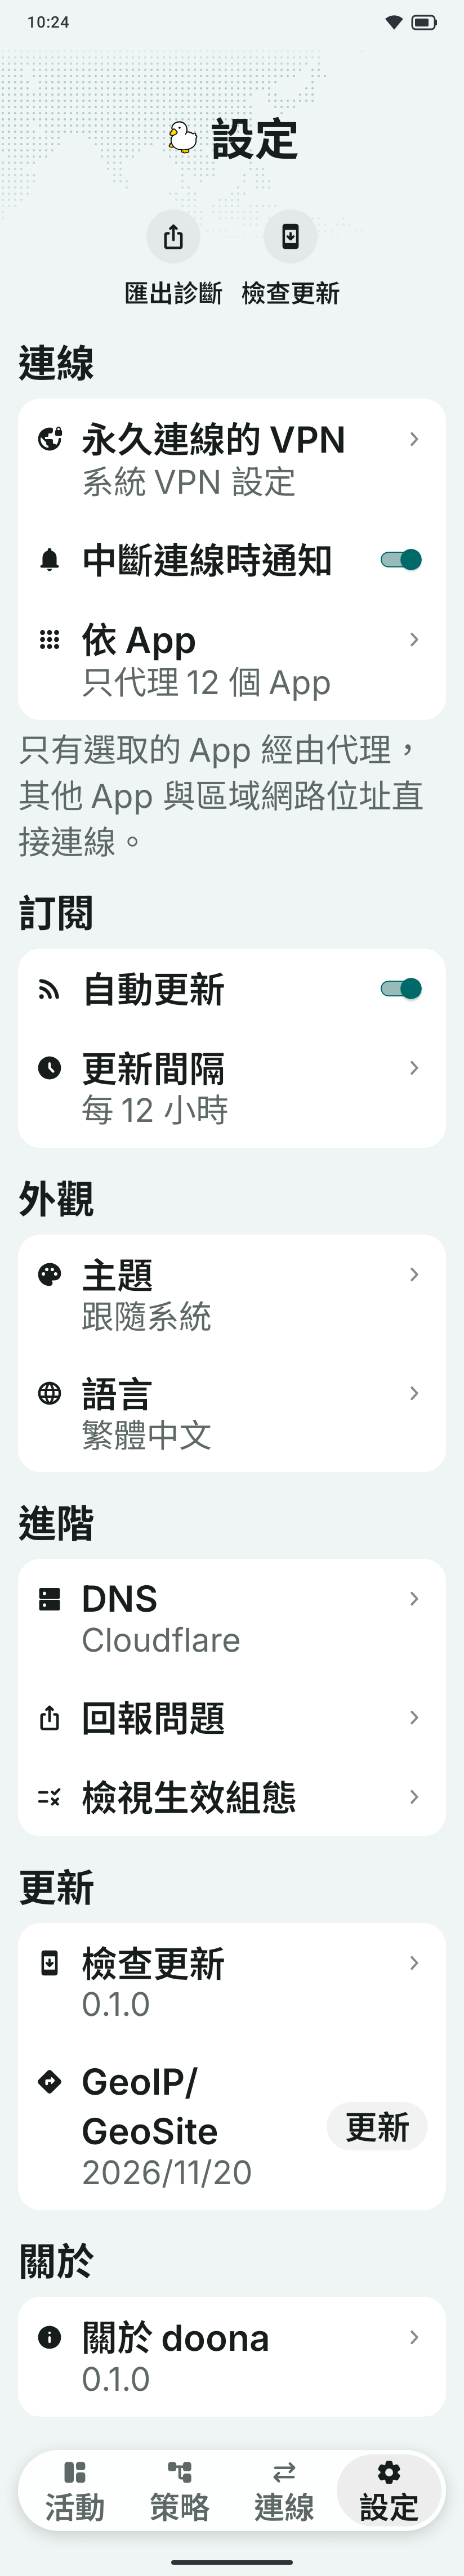 10:24
設定
匯出診斷
檢查更新
連線
永久連線的 VPN
系統 VPN 設定
中斷連線時通知
依 App
只代理 12 個 App
只有選取的 App 經由代理，
其他 App 與區域網路位址直
接連線。
訂閱
自動更新
更新間隔
每 12 小時
外觀
主題
跟隨系統
語言
繁體中文
進階
DNS
Cloudflare
回報問題
檢視生效組態
更新
檢查更新
0.1.0
GeoIP/
GeoSite
更新
2026/11/20
關於
關於 doona
0.1.0
活動
策略
連線
設定